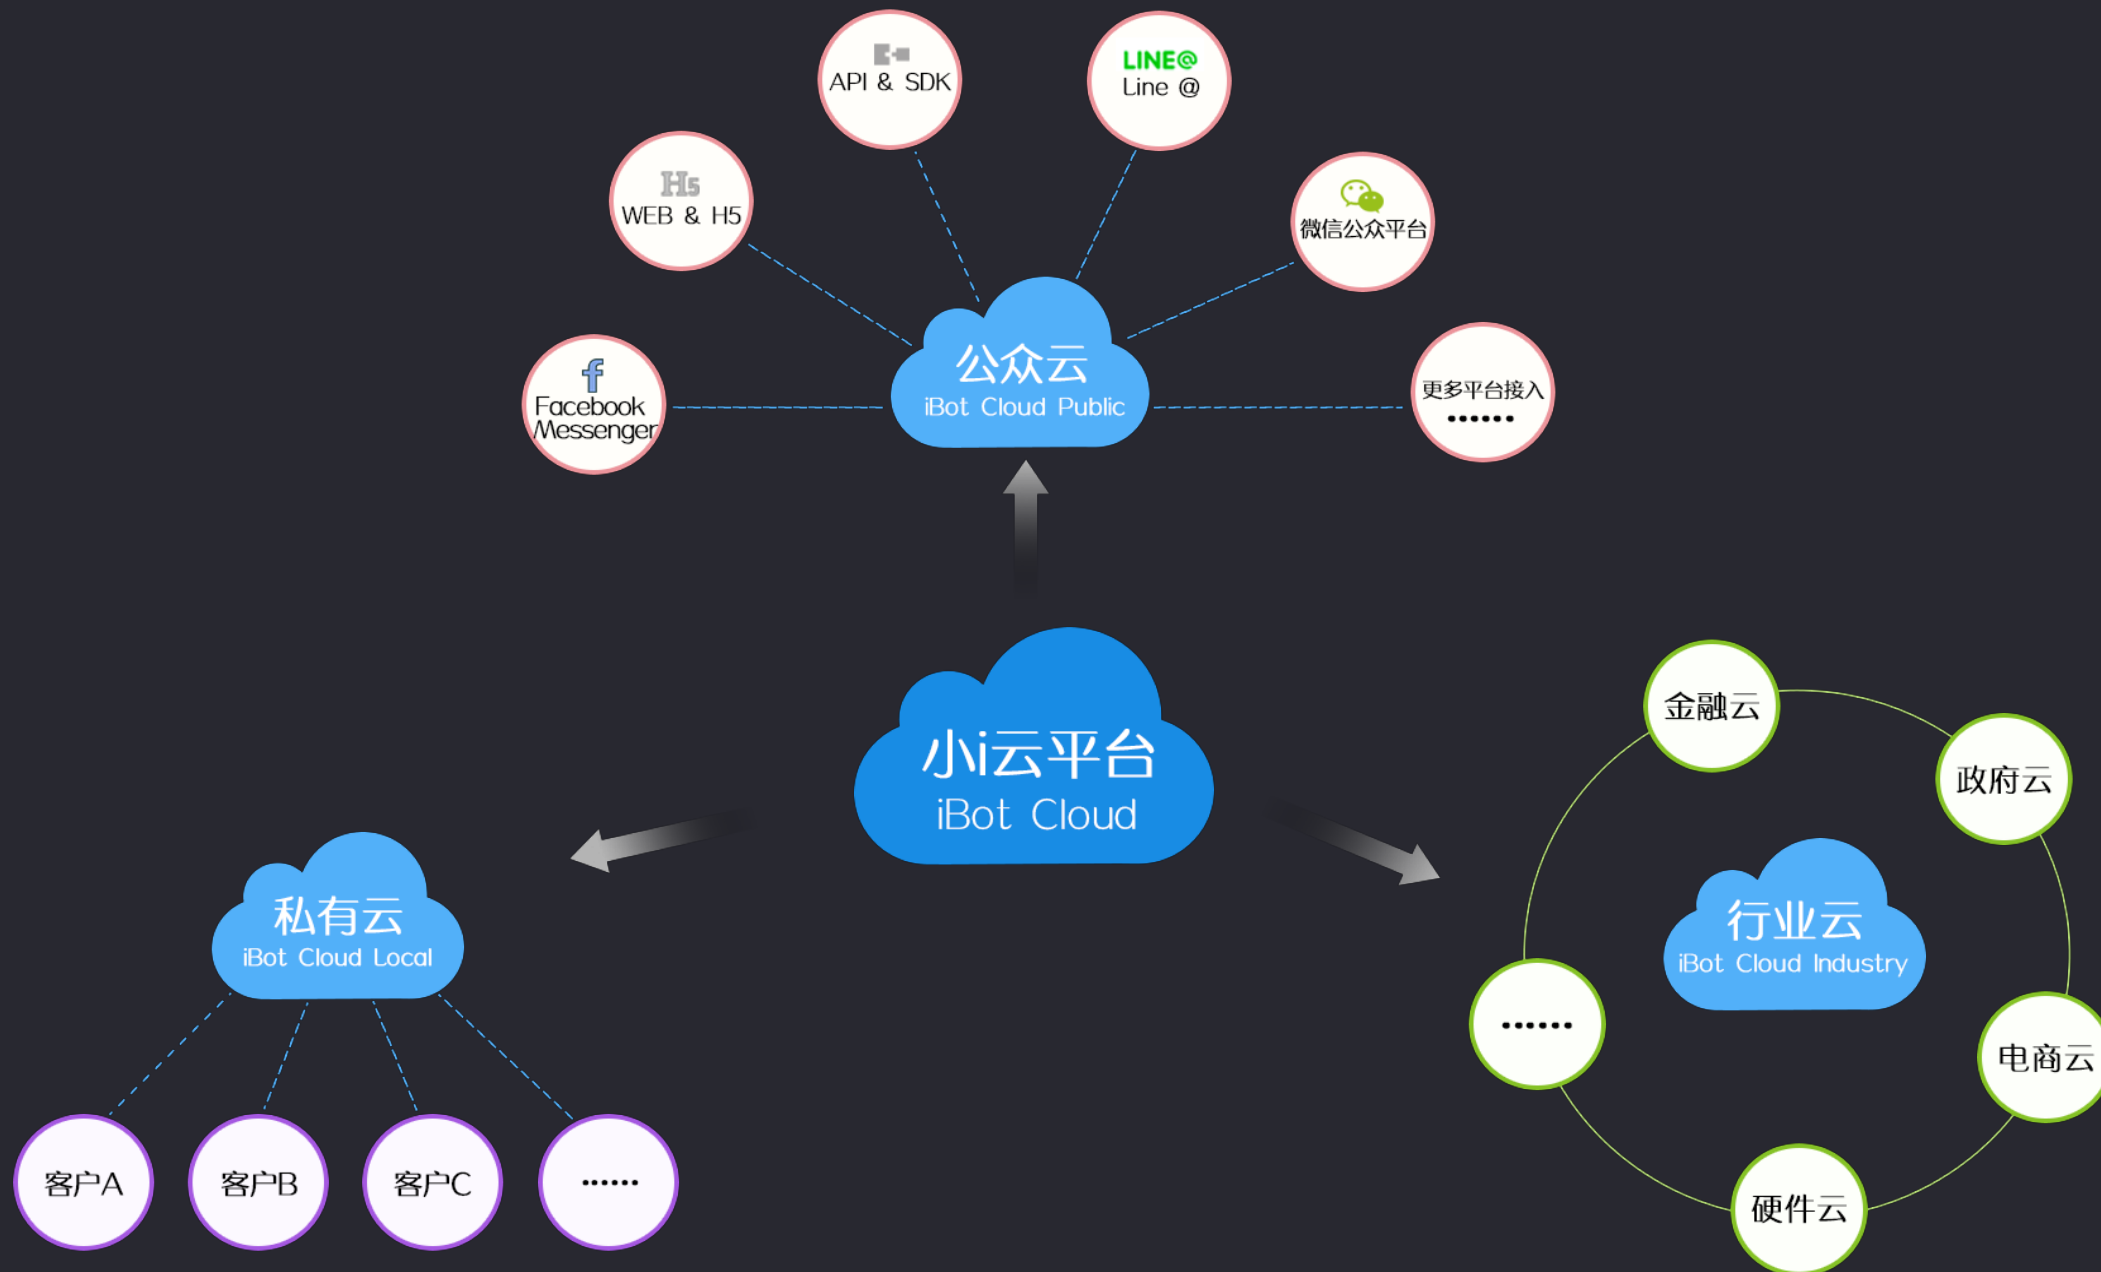 API & SDK
LINE@
Line @
H5
WEB & H5
微信公众平台
f
Facebook
Messenger
公众云
iBot Cloud Public
更多平台接入
······
小i云平台
iBot Cloud
金融云
政府云
私有云
iBot Cloud Local
行业云
iBot Cloud Industry
······
电商云
客户A
客户B
客户C
······
硬件云